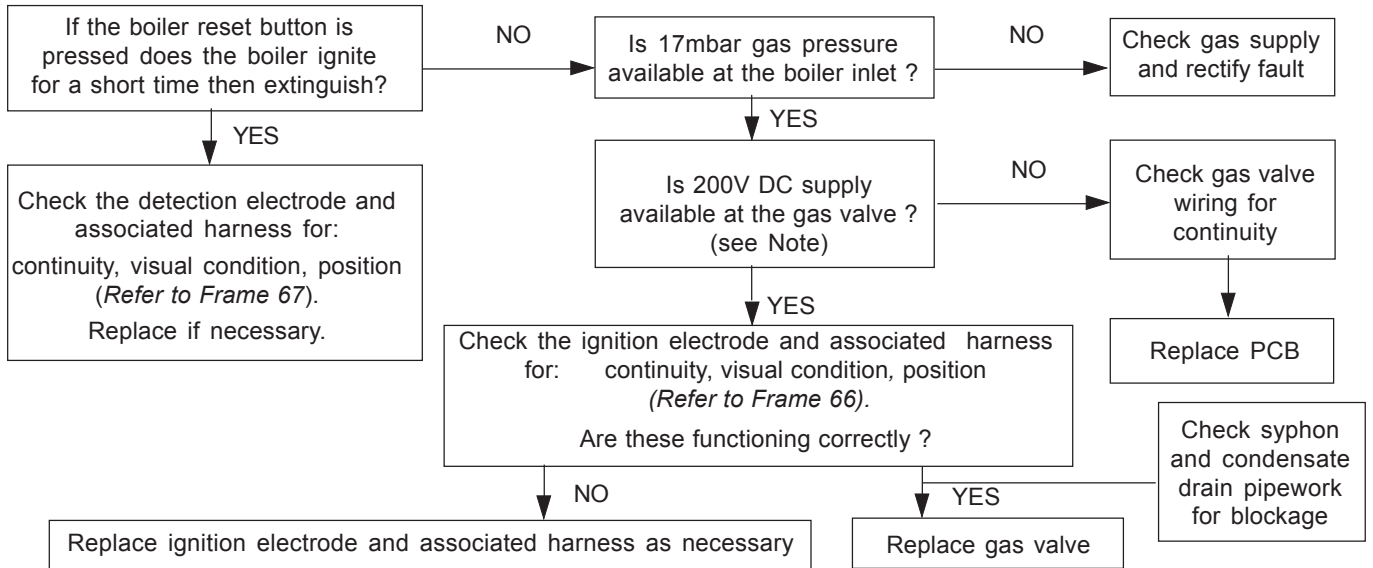 If the boiler reset button is
pressed does the boiler ignite
for a short time then extinguish?
NO
Is 17mbar gas pressure
available at the boiler inlet ?
NO
Check gas supply
and rectify fault
YES
YES
Check the detection electrode and
associated harness for:
continuity, visual condition, position
(Refer to Frame 67).
Replace if necessary.
Is 200V DC supply
available at the gas valve ?
(see Note)
NO
Check gas valve
wiring for
continuity
YES
Replace PCB
Check the ignition electrode and associated harness
for: continuity, visual condition, position
(Refer to Frame 66).
Are these functioning correctly ?
Check syphon
and condensate
drain pipework
for blockage
NO
YES
Replace ignition electrode and associated harness as necessary
Replace gas valve